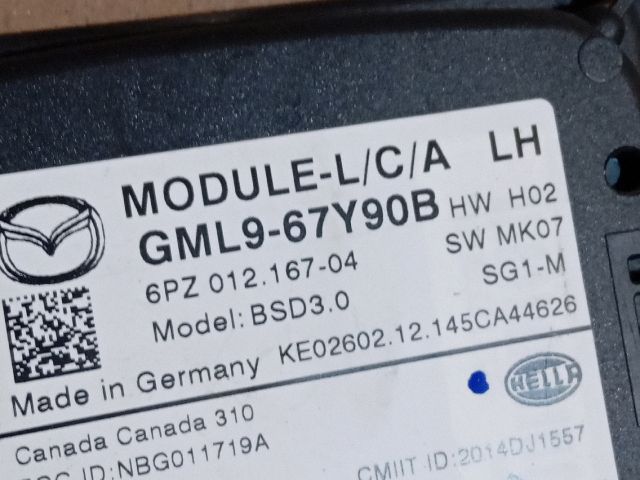 MODULE-L/C/A LH
GML9-67Y90B HW H02
6PZ 012.167-04 SW MK07
Model: BSD3.0 SG1-M
Made in Germany KE02602.12.145CA44626
HELLA
Canada Canada 310
ID:NBG011719A
CMIIT ID:2014DJ1557